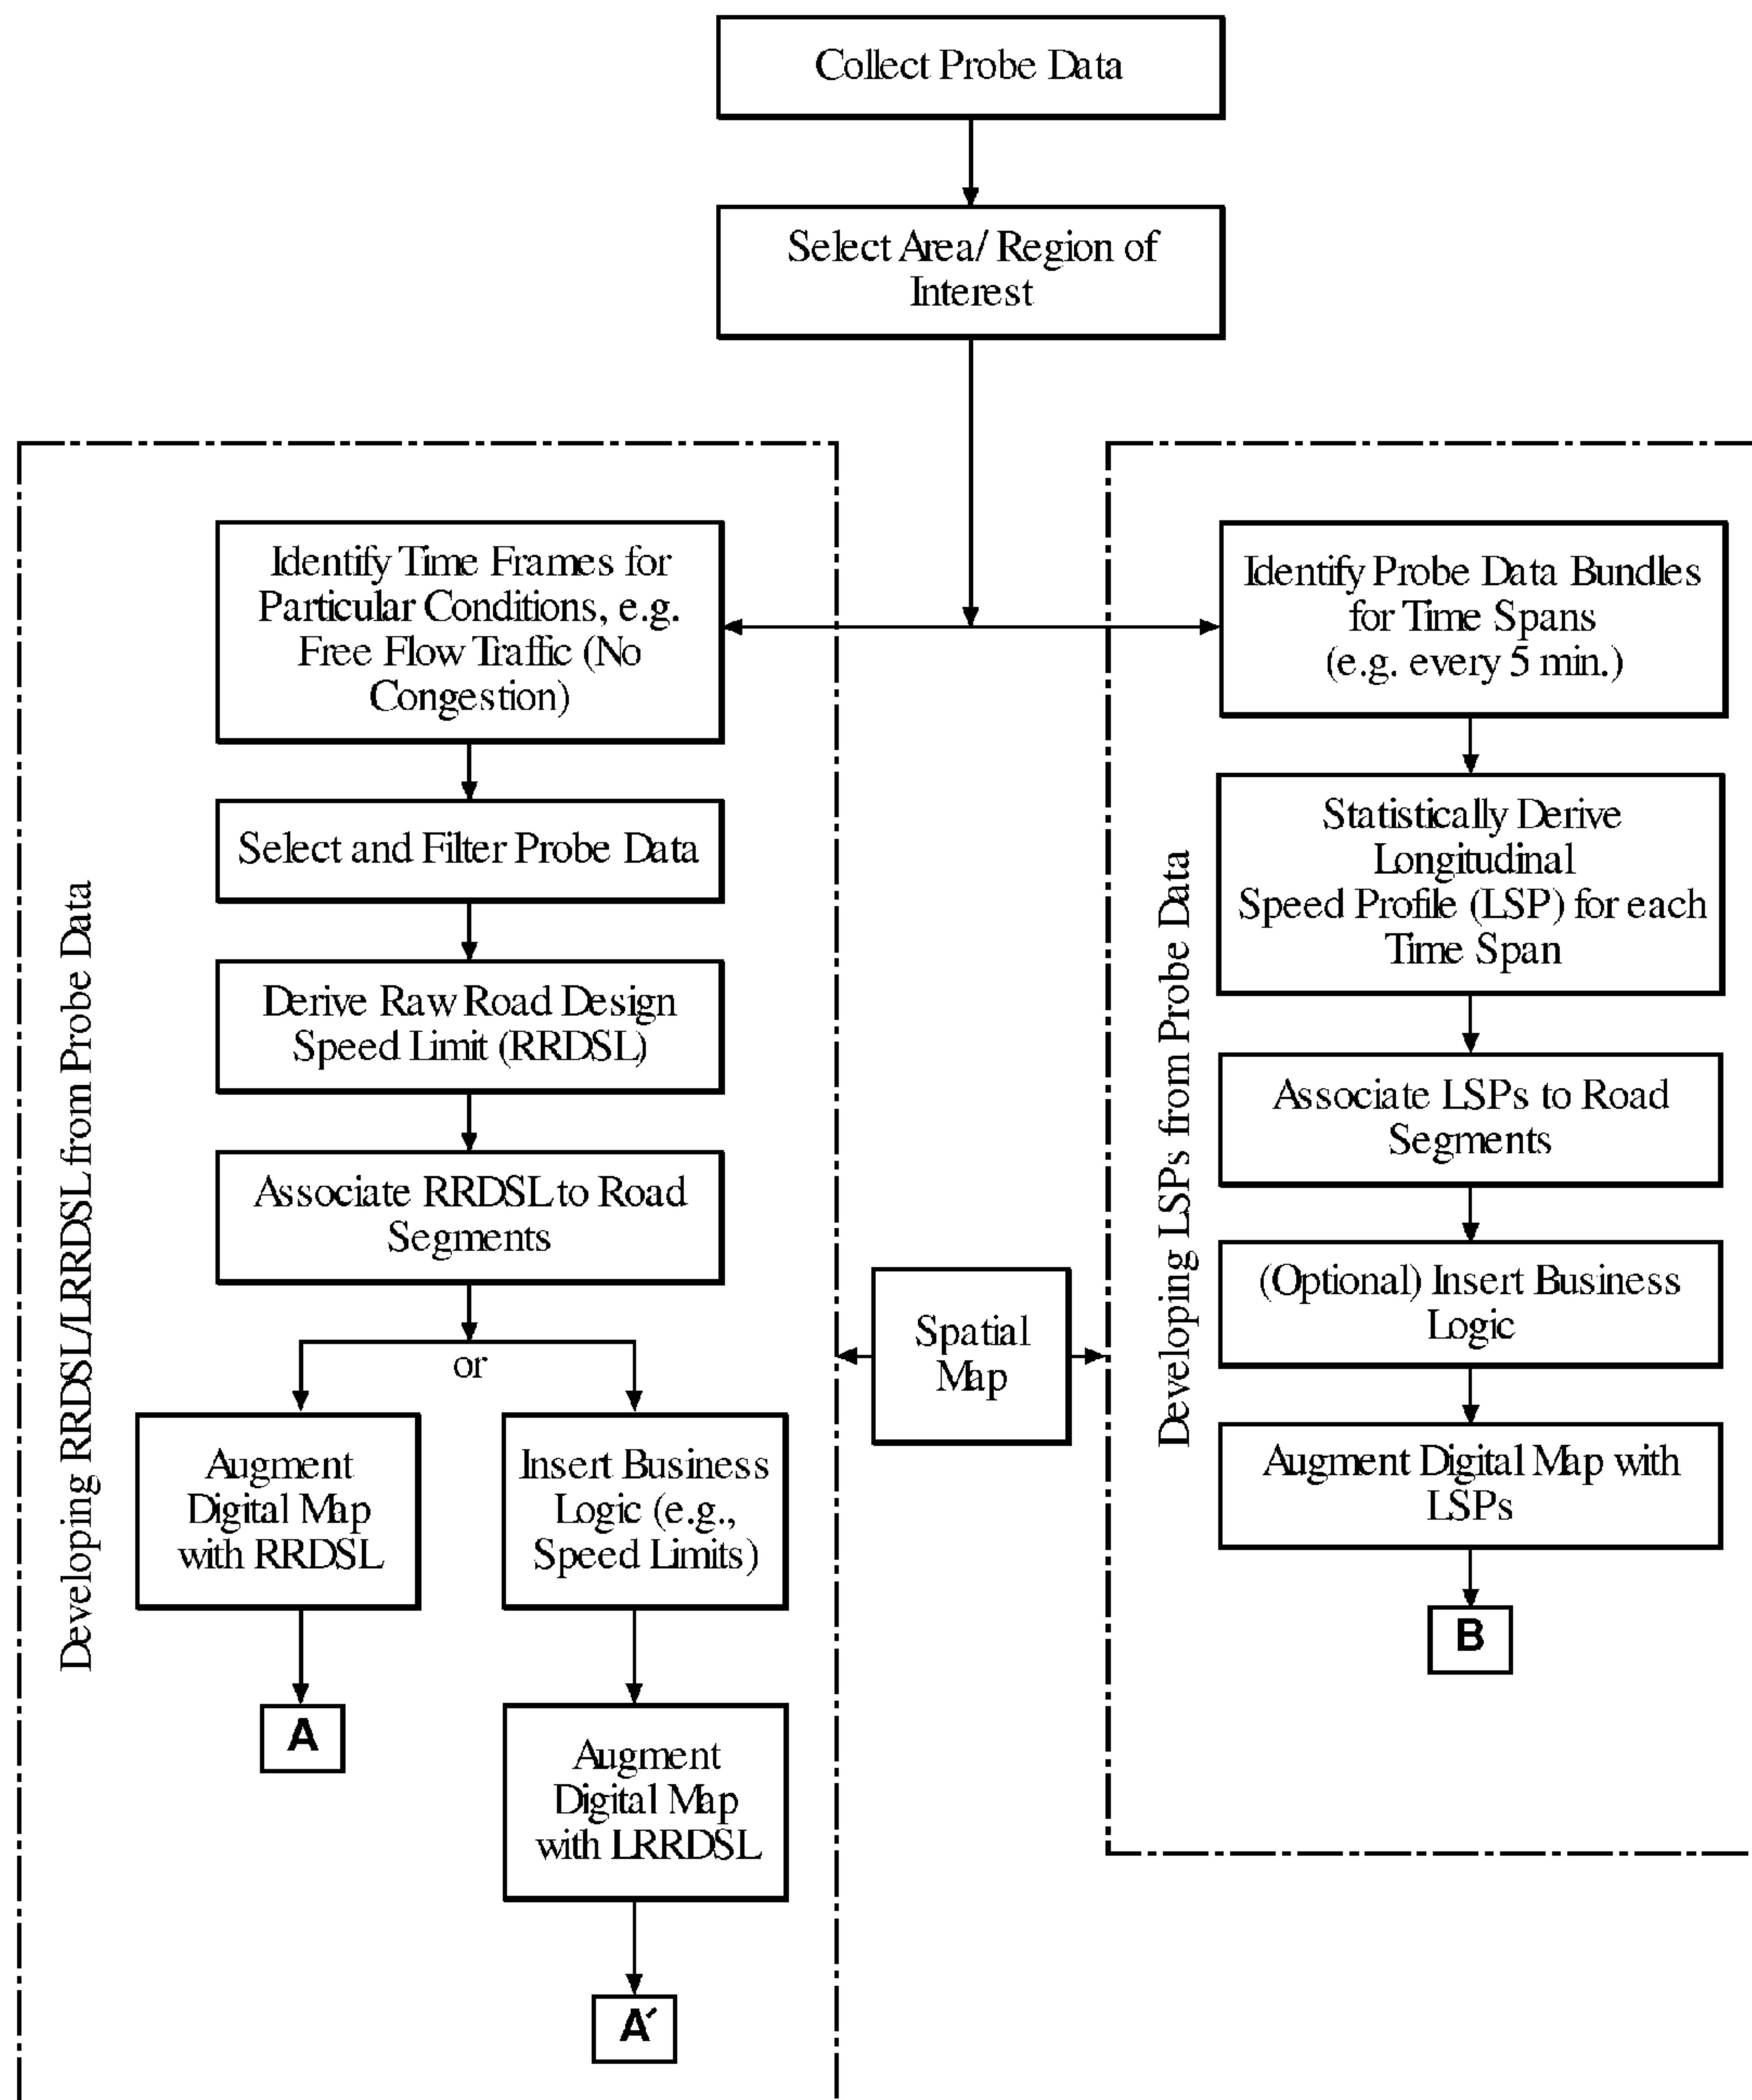 Collect Probe Data
Select Area/ Region of
Interest
Developing RRDSL/LRRDSL from Probe Data
Identify Time Frames for
Particular Conditions, e.g.
Free Flow Traffic (No
Congestion)
Select and Filter Probe Data
Derive Raw Road Design
Speed Limit (RRDSL)
Associate RRDSL to Road
Segments
or
Augment
Digital Map
with RRDSL
A
Insert Business
Logic (e.g.,
Speed Limits)
Augment
Digital Map
with LRRDSL
A´
Spatial
Map
Developing LSPs from Probe Data
Identify Probe Data Bundles
for Time Spans
(e.g. every 5 min.)
Statistically Derive
Longitudinal
Speed Profile (LSP) for each
Time Span
Associate LSPs to Road
Segments
(Optional) Insert Business
Logic
Augment Digital Map with
LSPs
B